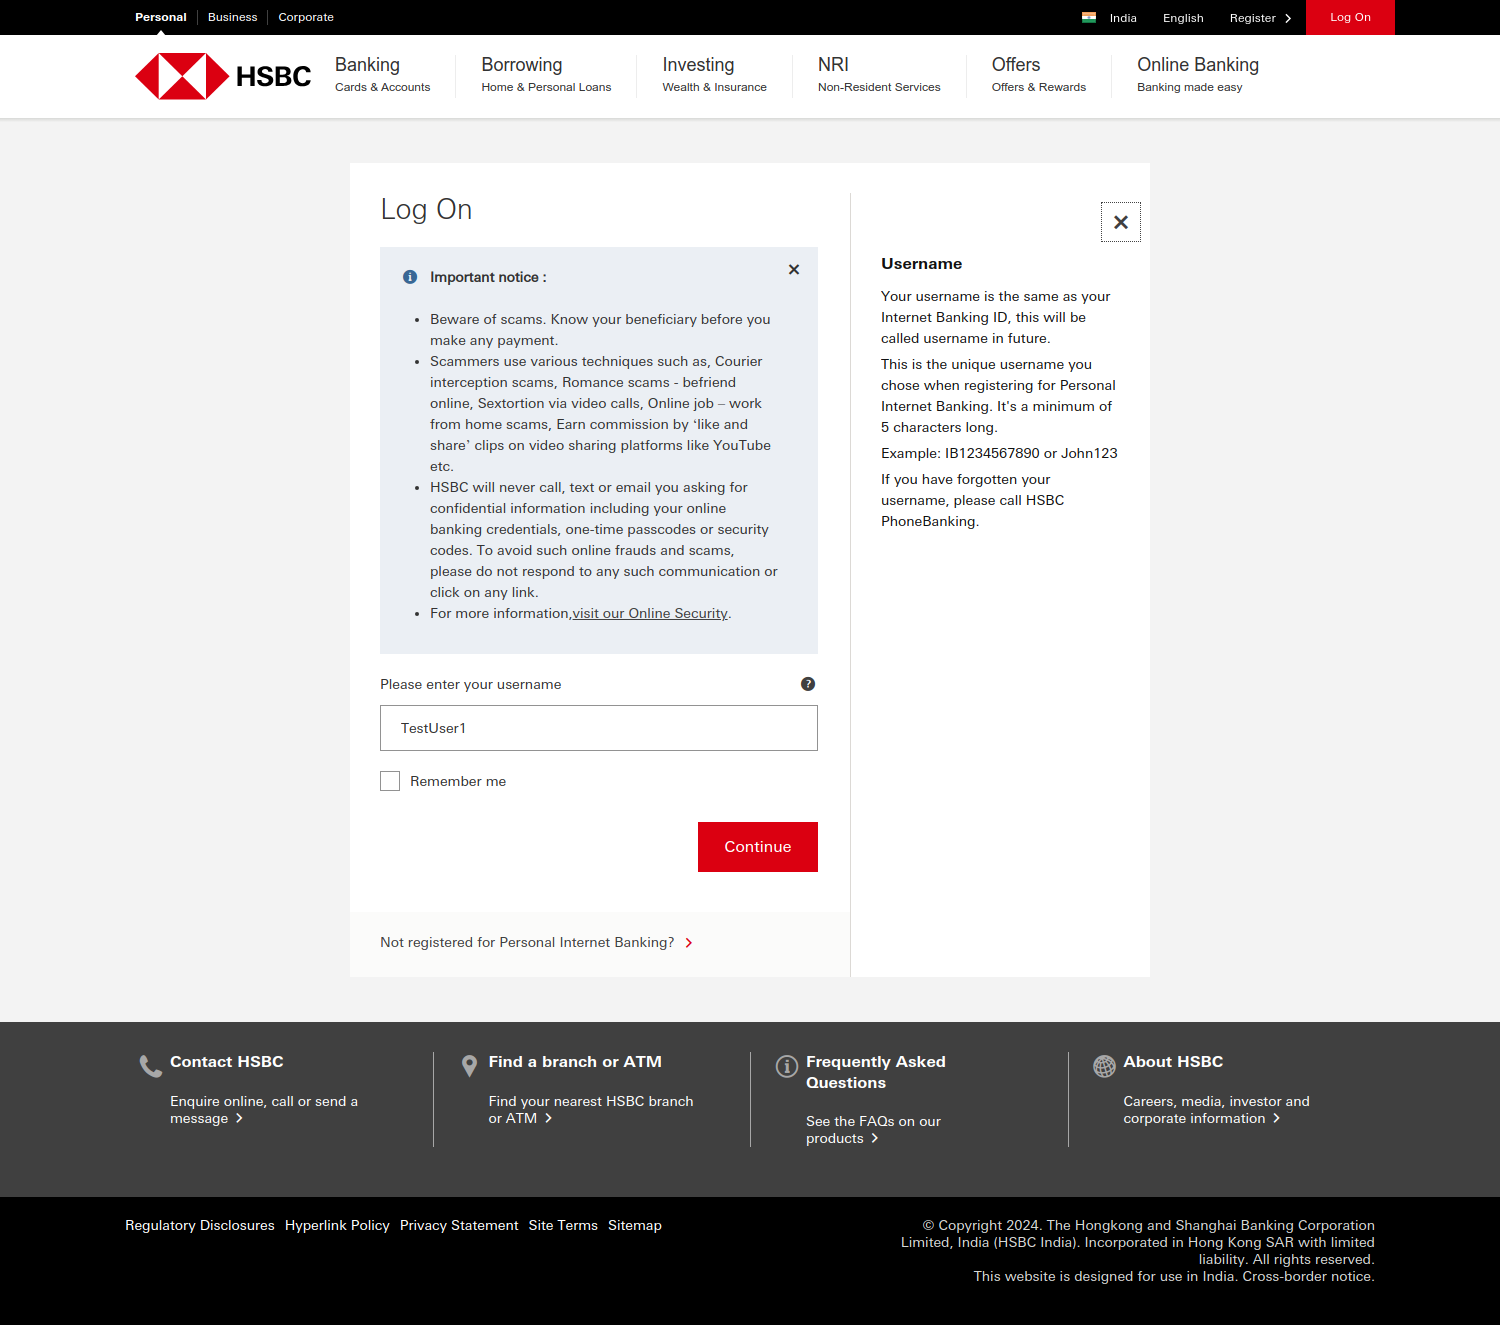 Personal
Business
Corporate
India
English
Register
Log On
HSBC
Banking
Cards & Accounts
Borrowing
Home & Personal Loans
Investing
Wealth & Insurance
NRI
Non-Resident Services
Offers
Offers & Rewards
Online Banking
Banking made easy
Log On
Important notice :
Beware of scams. Know your beneficiary before you
make any payment.
Scammers use various techniques such as, Courier
interception scams, Romance scams - befriend
online, Sextortion via video calls, Online job – work
from home scams, Earn commission by ‘like and
share’ clips on video sharing platforms like YouTube
etc.
HSBC will never call, text or email you asking for
confidential information including your online
banking credentials, one-time passcodes or security
codes. To avoid such online frauds and scams,
please do not respond to any such communication or
click on any link.
For more information,visit our Online Security.
Please enter your username
TestUser1
Remember me
Continue
Not registered for Personal Internet Banking?
Username
Your username is the same as your
Internet Banking ID, this will be
called username in future.
This is the unique username you
chose when registering for Personal
Internet Banking. It's a minimum of
5 characters long.
Example: IB1234567890 or John123
If you have forgotten your
username, please call HSBC
PhoneBanking.
Contact HSBC
Enquire online, call or send a
message
Find a branch or ATM
Find your nearest HSBC branch
or ATM
Frequently Asked
Questions
See the FAQs on our
products
About HSBC
Careers, media, investor and
corporate information
Regulatory Disclosures
Hyperlink Policy
Privacy Statement
Site Terms
Sitemap
© Copyright 2024. The Hongkong and Shanghai Banking Corporation
Limited, India (HSBC India). Incorporated in Hong Kong SAR with limited
liability. All rights reserved.
This website is designed for use in India. Cross-border notice.